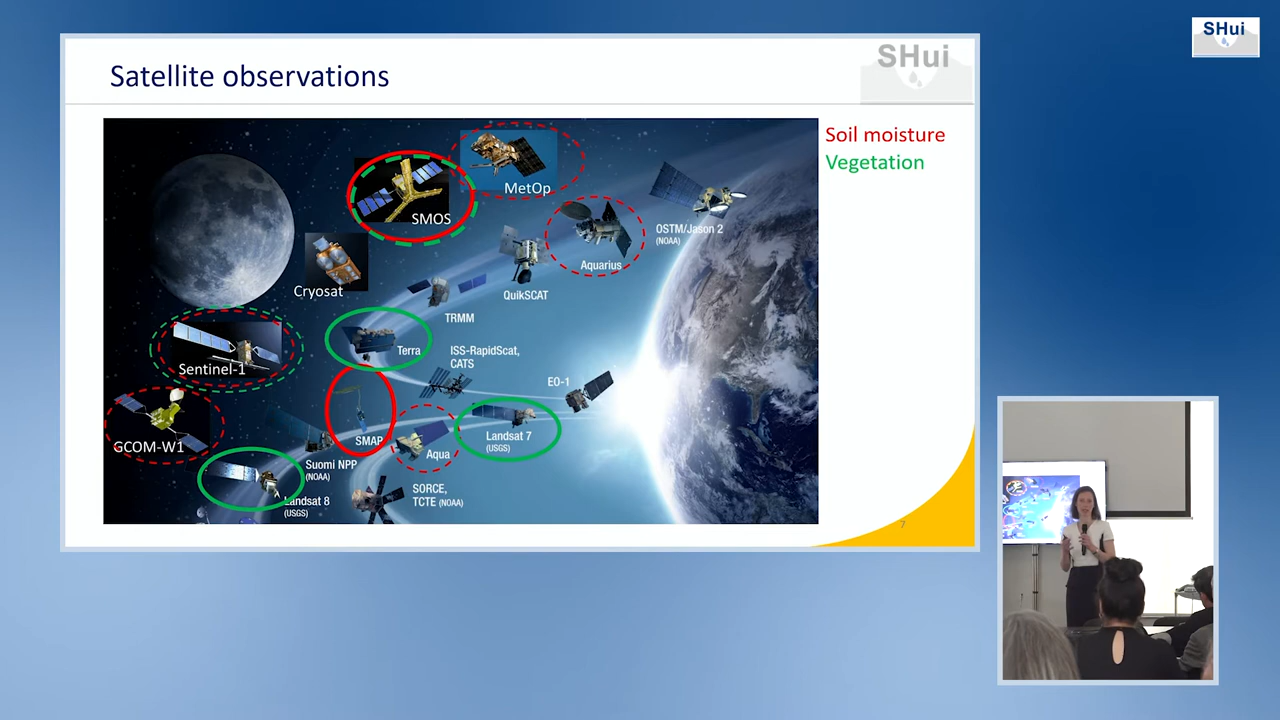 SHui
SHui
Satellite observations
Soil moisture
Vegetation
MetOp
SMOS
OSTM/Jason 2
(NOAA)
Aquarius
Cryosat
QuikSCAT
TRMM
Terra
ISS-RapidScat,
CATS
Sentinel-1
EO-1
SMAP
Landsat 7
(USGS)
GCOM-W1
Aqua
Suomi NPP
(NOAA)
Landsat 8
(USGS)
SORCE,
TCTE (NOAA)
7